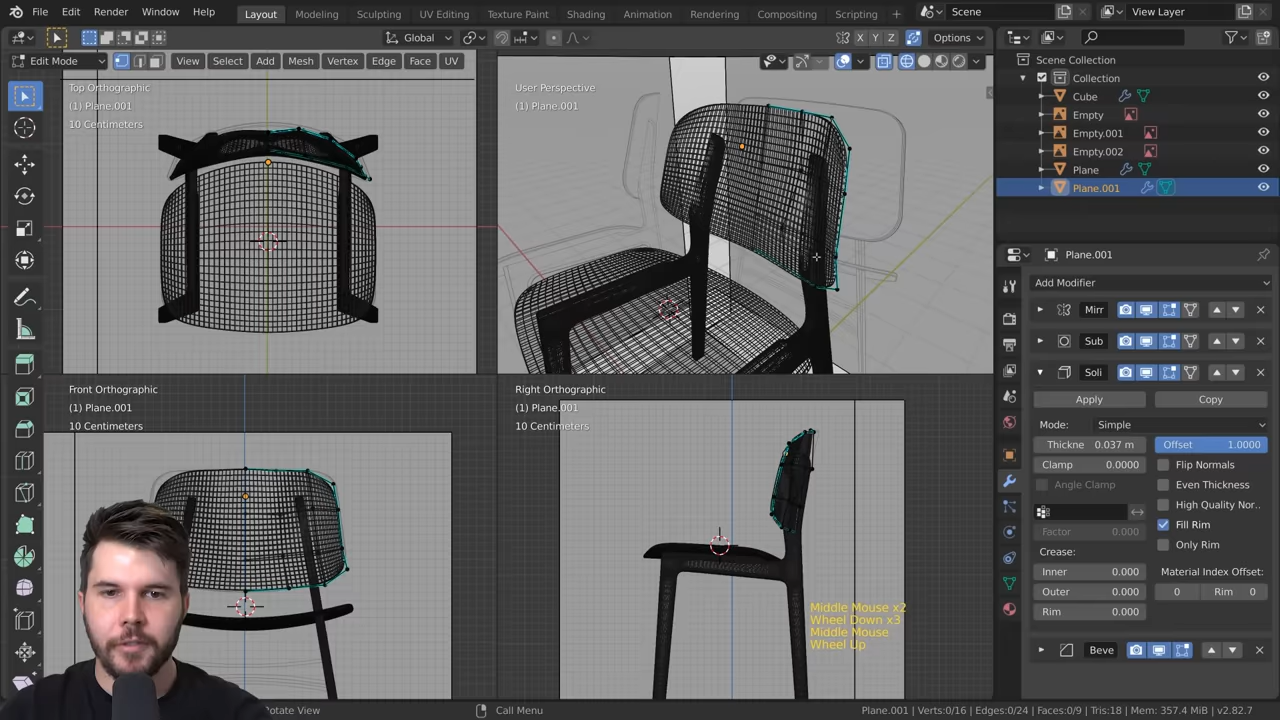 File Edit Render Window Help Layout Modeling Sculpting UV Editing Texture Paint Shading Animation Rendering Compositing Scripting Scene View Layer
Global X Y Z Options
Edit Mode View Select Add Mesh Vertex Edge Face UV
Top Orthographic
(1) Plane.001
10 Centimeters
User Perspective
(1) Plane.001
Front Orthographic
(1) Plane.001
10 Centimeters
Right Orthographic
(1) Plane.001
10 Centimeters
Middle Mouse x2
Wheel Down x3
Middle Mouse
Wheel Up
Scene Collection
Collection
Cube
Empty
Empty.001
Empty.002
Plane
Plane.001
Plane.001
Add Modifier
Mirr
Sub
Soli
Apply Copy
Mode: Simple
Thickne 0.037 m Offset 1.0000
Clamp 0.0000 Flip Normals
Angle Clamp Even Thickness
High Quality Nor..
Factor 0.000 Fill Rim
Crease: Only Rim
Inner 0.000 Material Index Offset:
Outer 0.000 0 Rim 0
Rim 0.000
Beve
Rotate View Call Menu Plane.001 | Verts:0/16 | Edges:0/24 | Faces:0/9 | Tris:18 | Mem: 357.4 MiB | v2.82.7